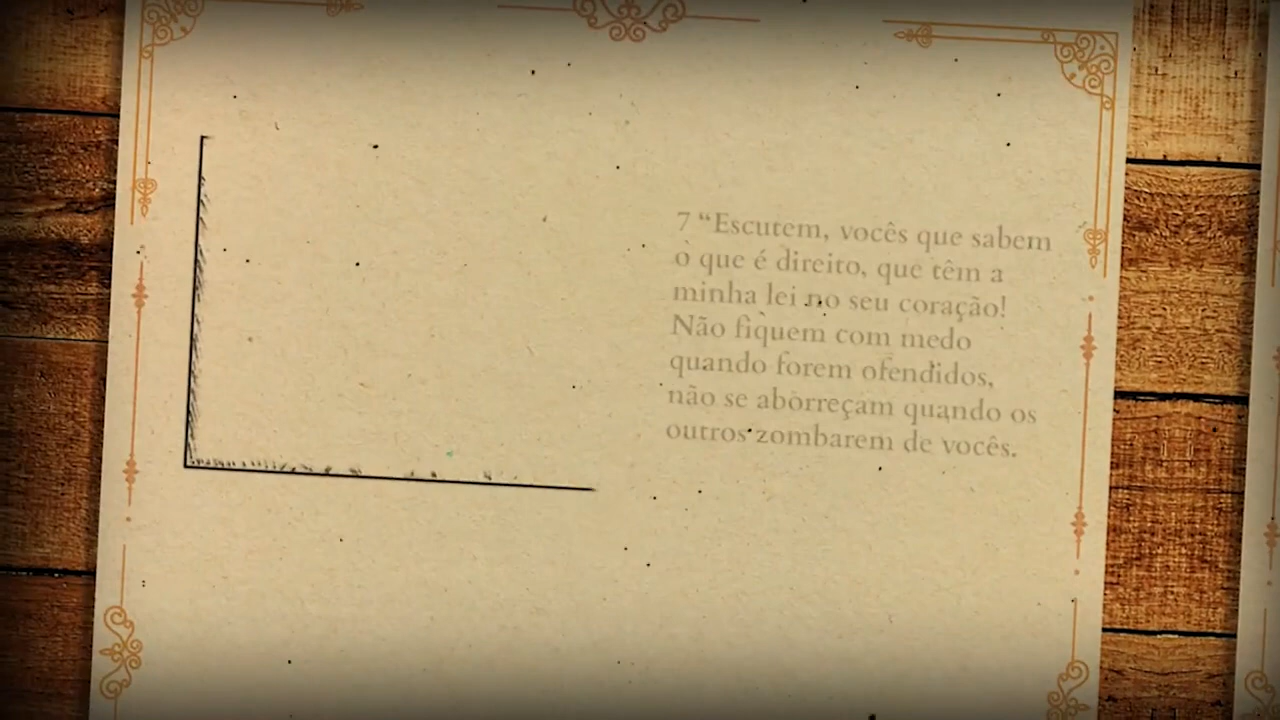 7 “Escutem, vocês que sabem
o que é direito, que têm a
minha lei no seu coração!
Não fiquem com medo
quando forem ofendidos,
não se aborreçam quando os
outros zombarem de vocês.